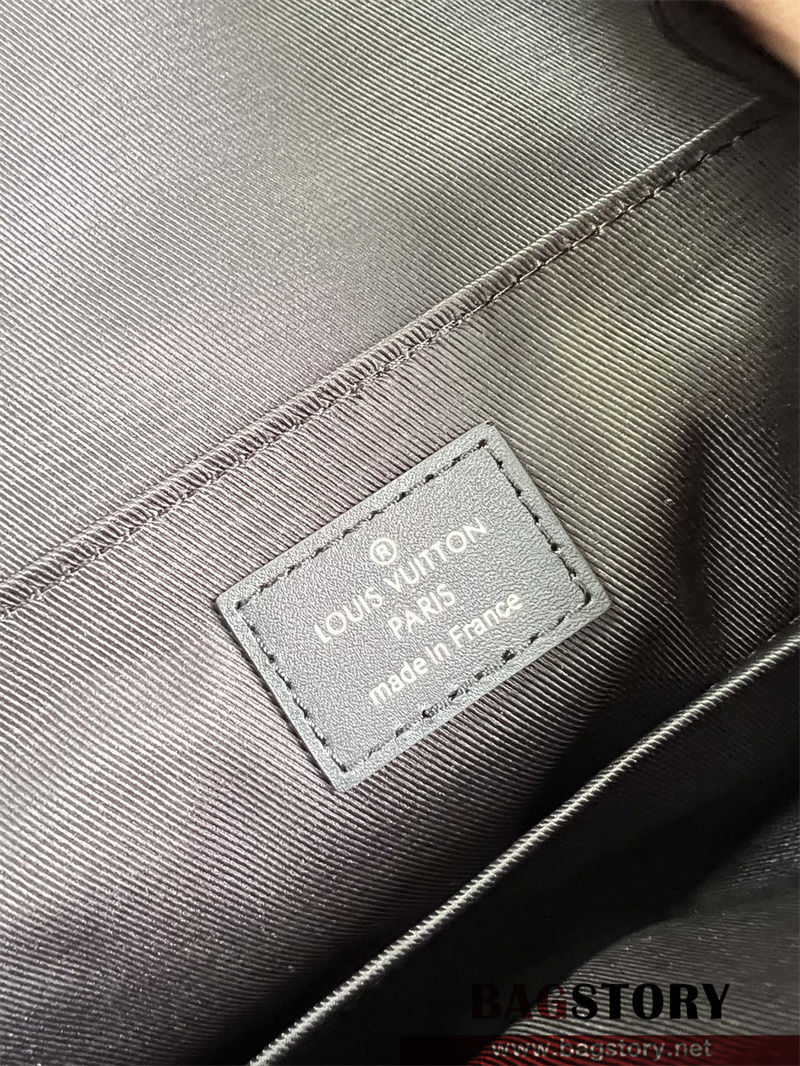 ®
LOUIS VUITTON
PARIS
made in France
BAGSTORY
www.bagstory.net